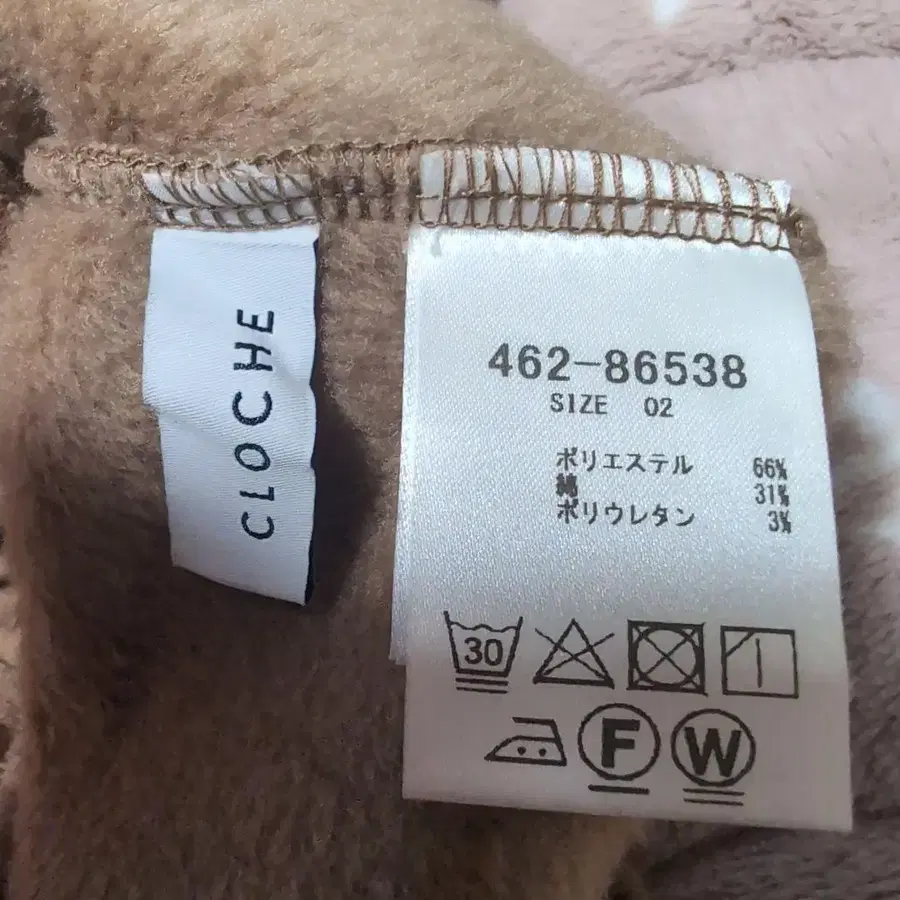 CLOCHE
462-86538
SIZE 02
ポリエステル 66%
綿 31%
ポリウレタン 3%
30
F W